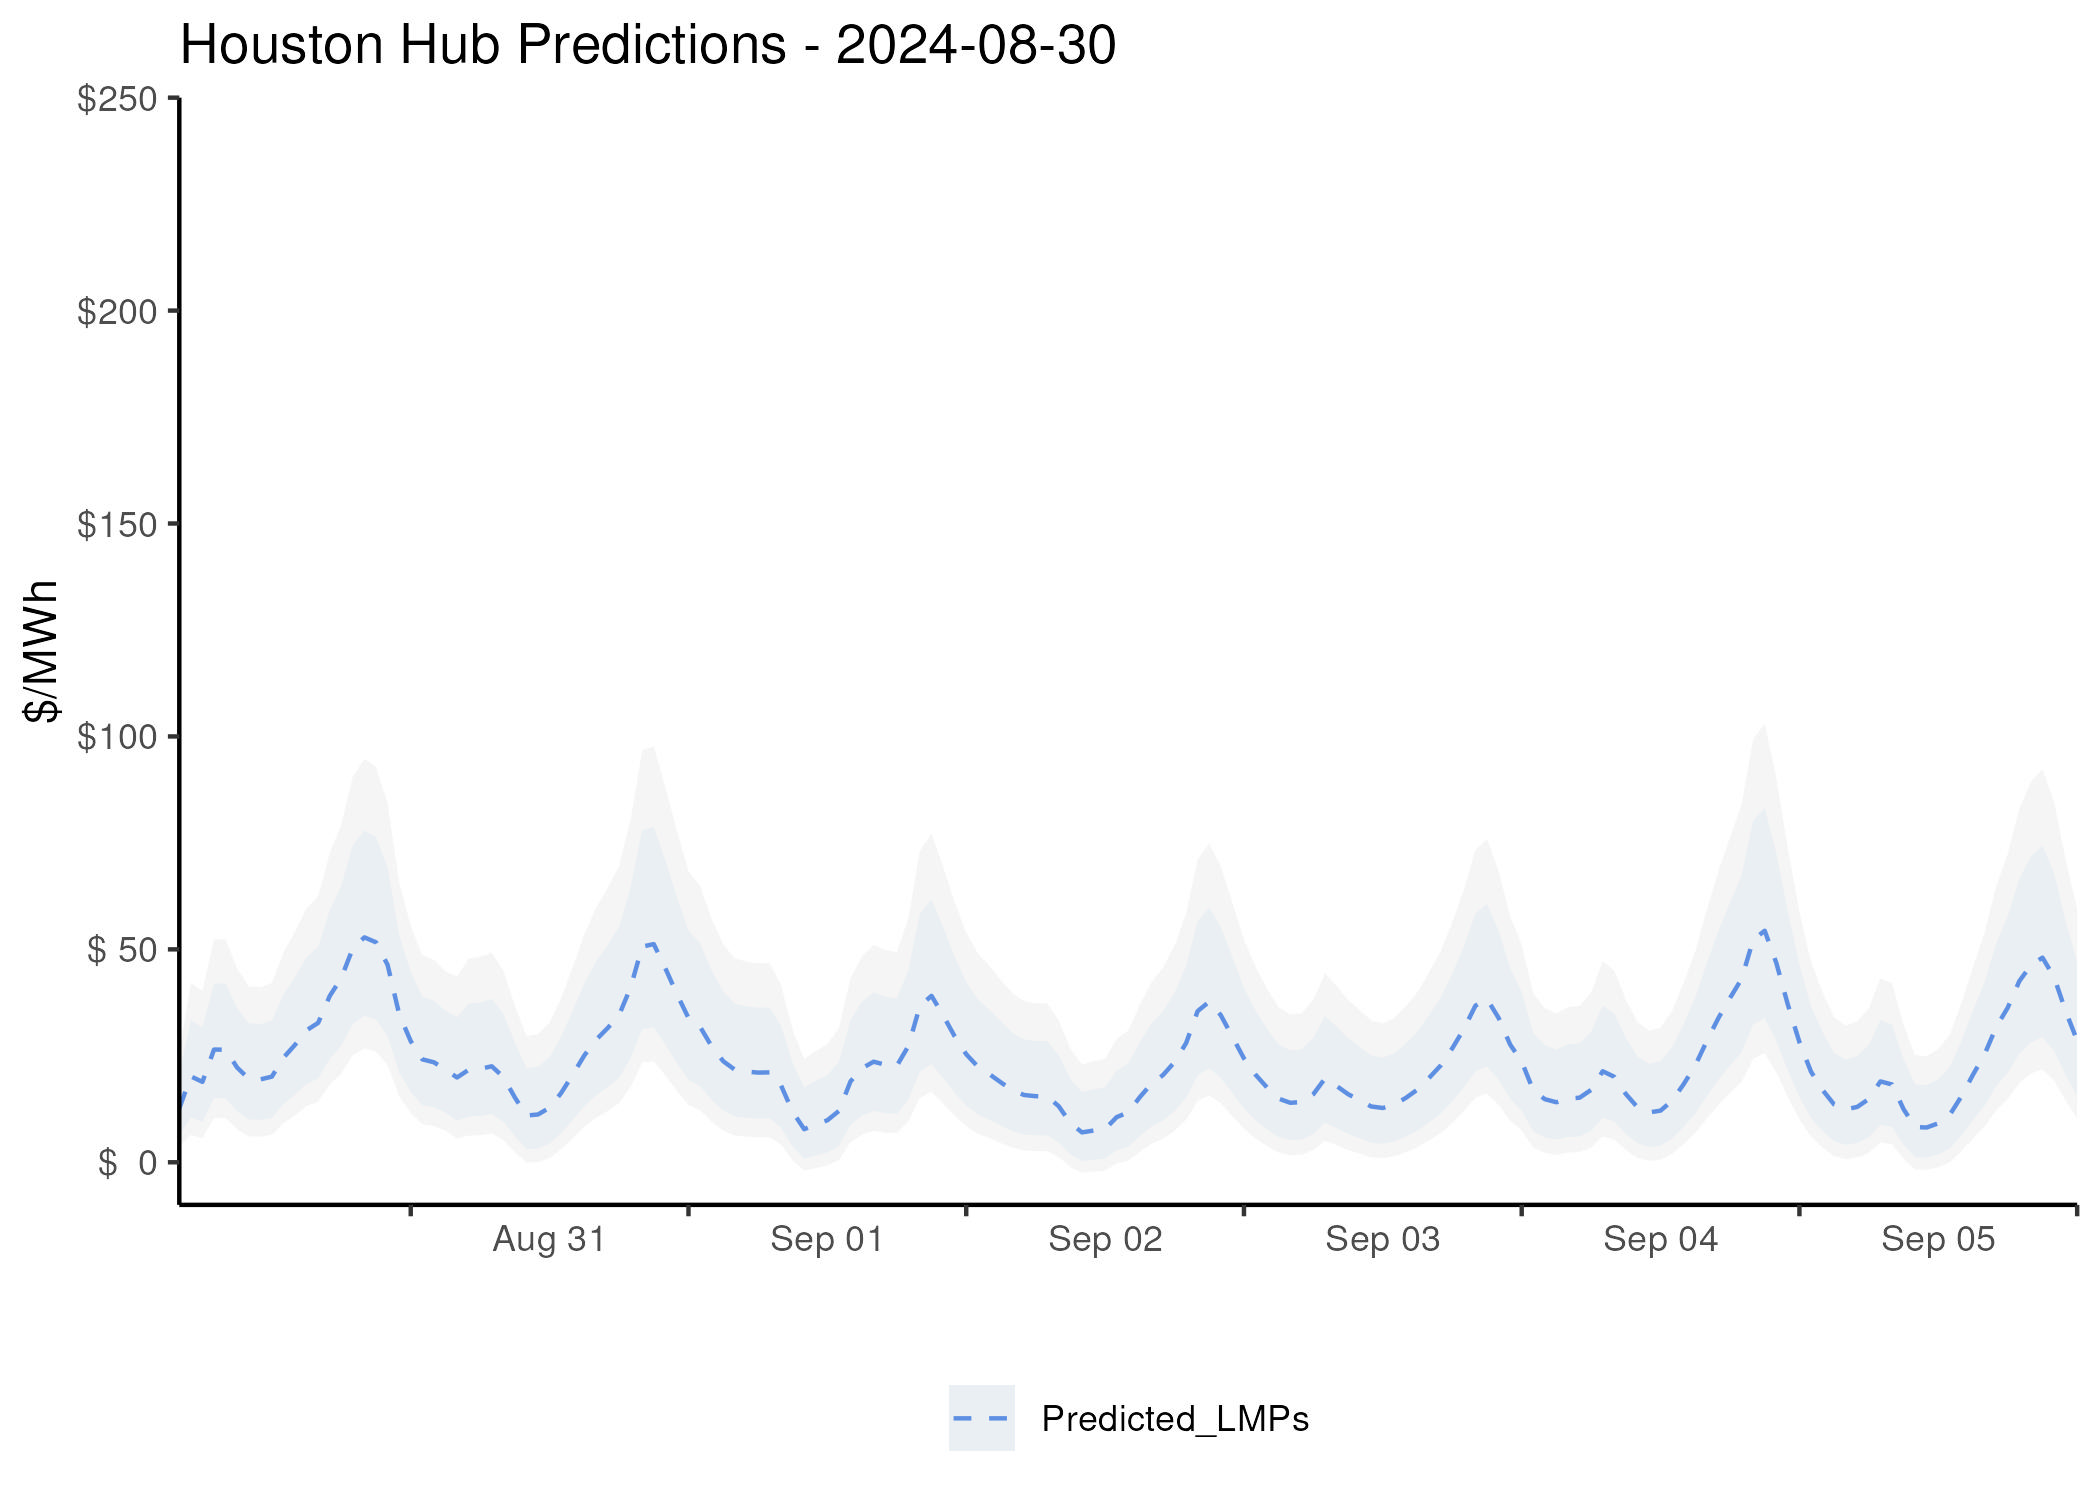 Houston Hub Predictions - 2024-08-30
$250
$200
$150
$100
$ 50
$  0
$/MWh
Aug 31 Sep 01 Sep 02 Sep 03 Sep 04 Sep 05
Predicted_LMPs